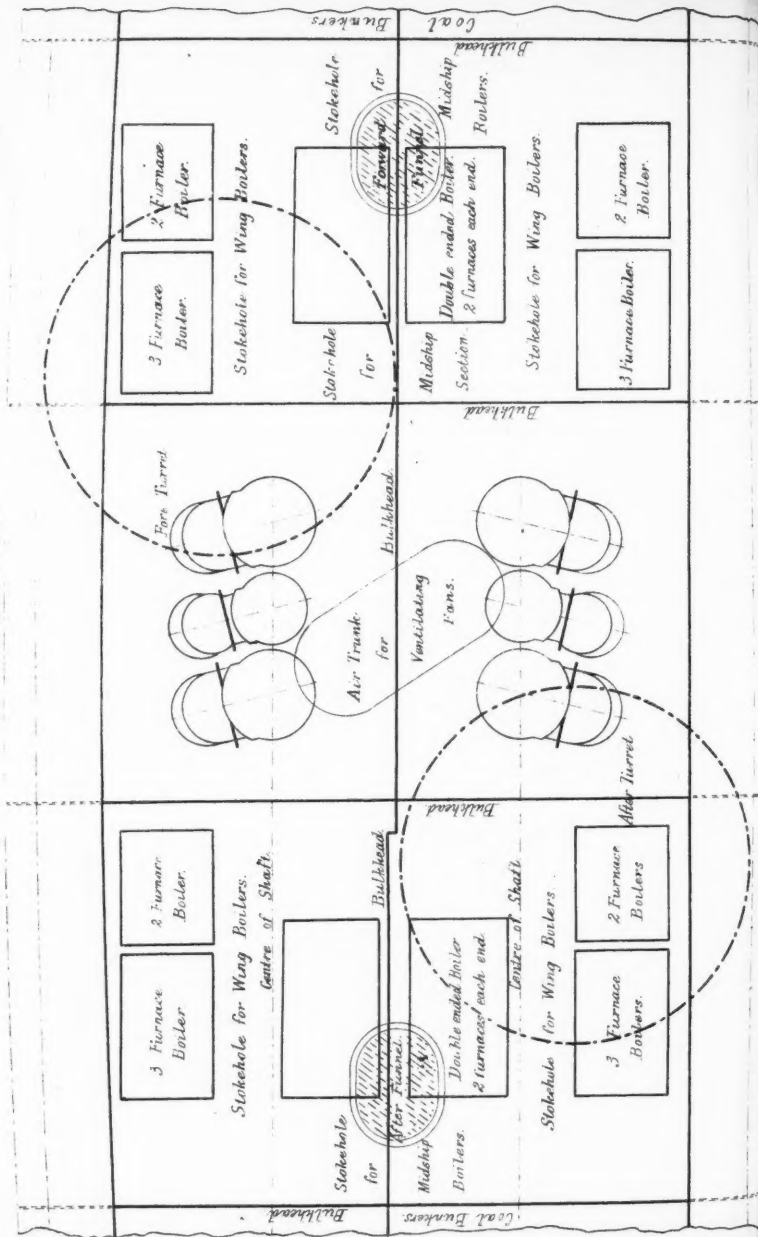 Coal
Bunkers
Bulkhead
Stokehole
for
Midship
Boilers.
Forward
Funnel
2 Furnace
Boiler.
3 Furnace
Boiler.
Stokehole for Wing Boilers.
Double ended Boiler
2 furnaces each end.
Stokehole for Wing Boilers
2 Furnace
Boiler.
3 Furnace Boiler.
Stokehole
for
Midship
Section.
Bulkhead
Fore Turret
Bulkhead.
Air Trunk
for
Ventilating
Fans.
After Turret
Bulkhead
2 Furnace
Boiler.
3 Furnace
Boiler
Stokehole for Wing Boilers.
Centre of Shaft.
Bulkhead.
Double ended Boiler
2 Furnaces each end.
Centre of Shaft
Stokehole for Wing Boilers
2 Furnace
Boilers
3 Furnace
Boilers.
After Funnel.
Stokehole
for
Midship
Boilers.
Bulkhead
Coal Bunkers.